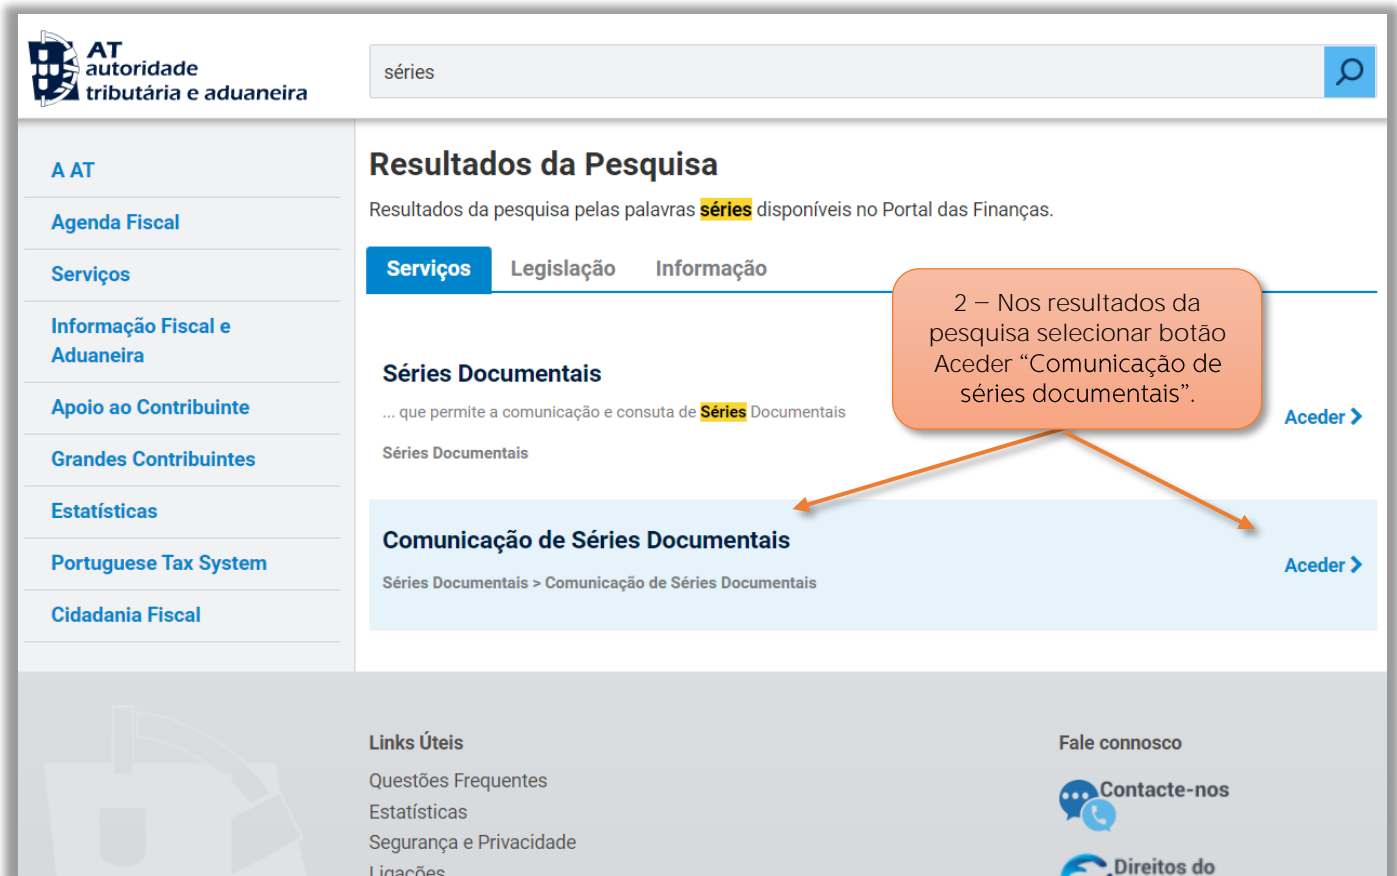 AT
autoridade
tributária e aduaneira
séries
A AT
Agenda Fiscal
Serviços
Informação Fiscal e
Aduaneira
Apoio ao Contribuinte
Grandes Contribuintes
Estatísticas
Portuguese Tax System
Cidadania Fiscal
Resultados da Pesquisa
Resultados da pesquisa pelas palavras séries disponíveis no Portal das Finanças.
Serviços Legislação Informação
2 – Nos resultados da
pesquisa selecionar botão
Aceder “Comunicação de
séries documentais”.
Séries Documentais
... que permite a comunicação e consuta de Séries Documentais
Séries Documentais
Aceder
Comunicação de Séries Documentais
Séries Documentais > Comunicação de Séries Documentais
Aceder
Links Úteis
Questões Frequentes
Estatísticas
Segurança e Privacidade
Ligações
Fale connosco
Contacte-nos
Direitos do